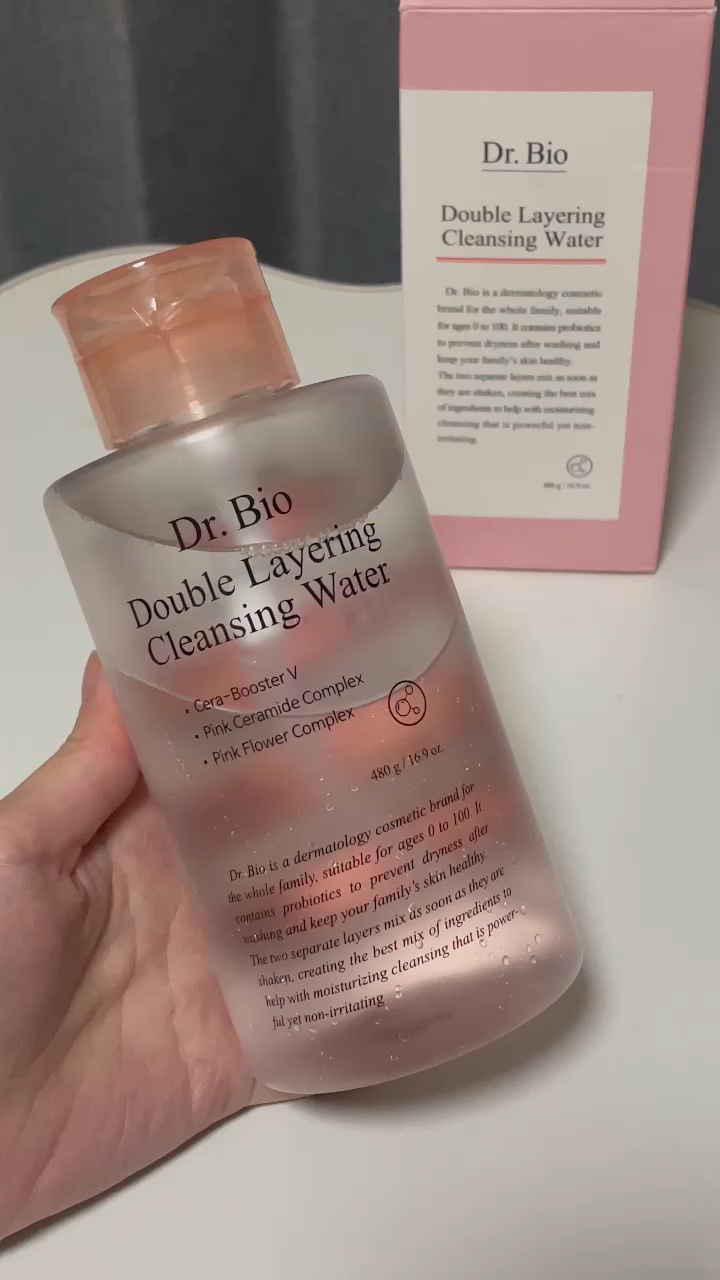 Dr. Bio
Double Layering
Cleansing Water
Dr. Bio is a dermatology cosmetic
brand for the whole family, suitable
for ages 0 to 100. It contains probiotics
to prevent dryness after washing and
keep your family's skin healthy.
The two separate layers mix as soon as
they are shaken, creating the best mix
of ingredients to help with moisturizing
cleansing that is powerful yet non-
irritating.
Dr. Bio
Double Layering
Cleansing Water
• Cera-Booster V
• Pink Ceramide Complex
• Pink Flower Complex
480 g / 16.9 oz.
Dr. Bio is a dermatology cosmetic brand for
the whole family, suitable for ages 0 to 100. It
contains probiotics to prevent dryness after
washing and keep your family's skin healthy.
The two separate layers mix as soon as they are
shaken, creating the best mix of ingredients to
help with moisturizing cleansing that is power-
ful yet non-irritating